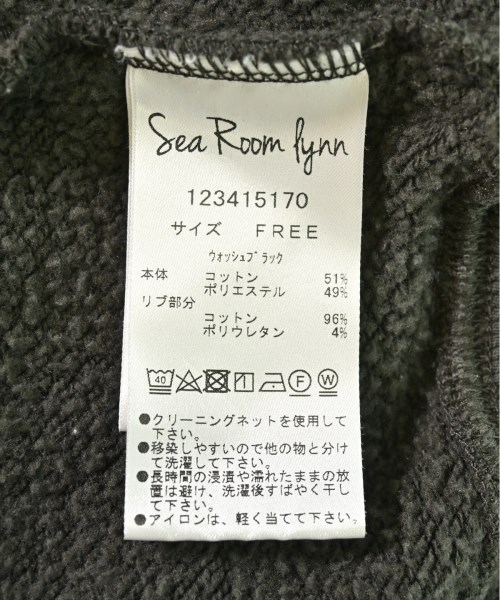 Sea Room lynn
123415170
サイズ FREE
ｳｫｯｼｭﾌﾞﾗｯｸ
本体 コットン 51%
ポリエステル 49%
リブ部分
コットン 96%
ポリウレタン 4%
40 F W
●クリーニングネットを使用して
下さい。
●移染しやすいので他の物と分け
て洗濯して下さい。
●長時間の浸漬や濡れたままの放
置は避け、洗濯後すばやく干し
て下さい。
●アイロンは、軽く当てて下さい。